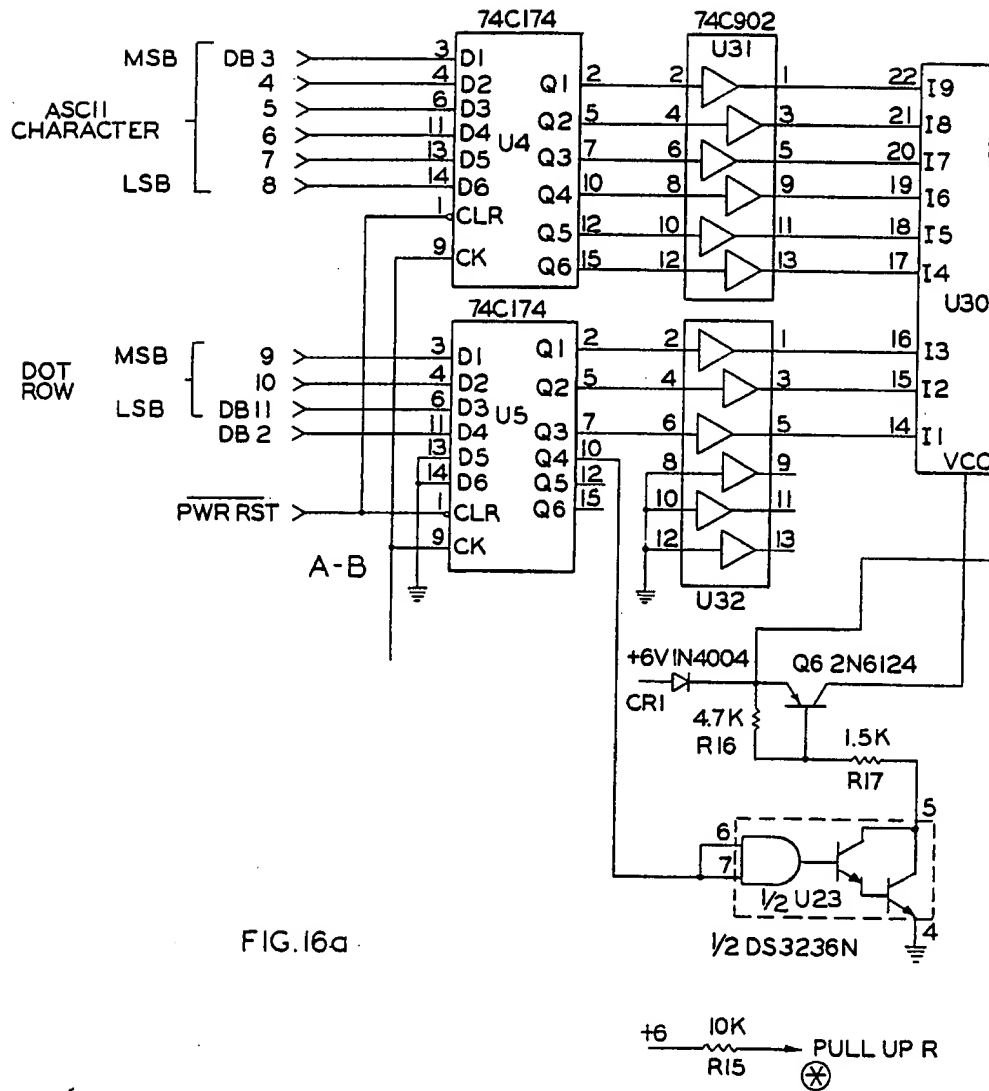 74C174
74C902
U31
MSB DB 3 3 D1 Q1 2 2 1 22 I9
4 4 D2 Q2 5 4 3 21 I8
ASCII CHARACTER 5 6 D3 U4 Q3 7 6 5 20 I7
6 11 D4 Q4 10 8 9 19 I6
7 13 D5 Q5 12 10 11 18 I5
LSB 8 14 D6 Q6 15 12 13 17 I4
1 CLR
9 CK
U30
74C174
MSB 9 3 D1 Q1 2 2 1 16 I3
DOT ROW 10 4 D2 Q2 5 4 3 15 I2
LSB DB 11 6 D3 U5 Q3 7 6 5 14 I1
DB 2 11 D4 Q4 10 8 9 VCC
13 D5 Q5 12 10 11
14 D6 Q6 15 12 13
PWR RST 1 CLR
9 CK
A-B
U32
+6V IN4004 Q6 2N6124
CR1
4.7K
R16
1.5K
R17
5
6
7
1/2 U23
4
1/2 DS3236N
FIG.16a
+6 10K PULL UP R
R15